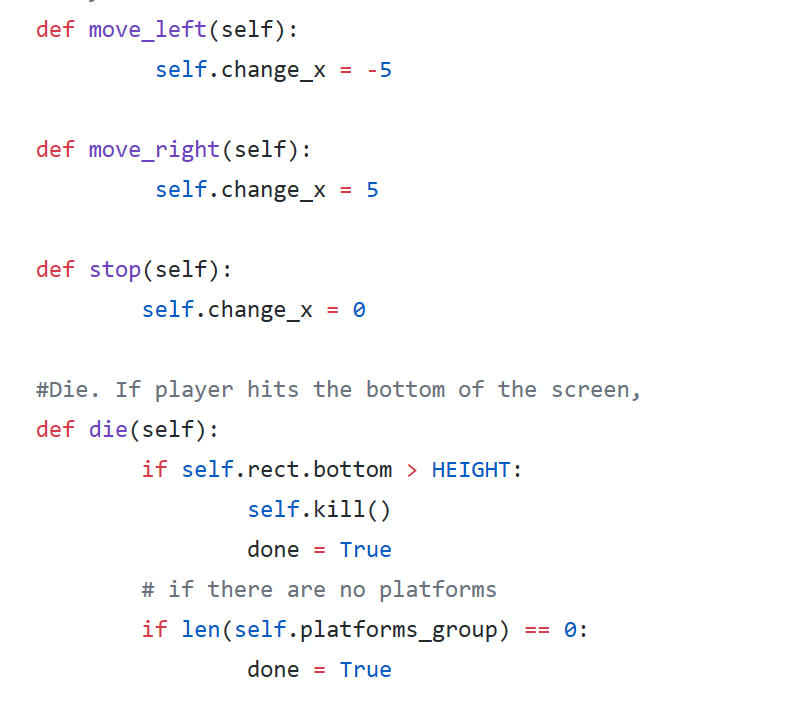 def move_left(self):
self.change_x = -5
def move_right(self):
self.change_x = 5
def stop(self):
self.change_x = 0
#Die. If player hits the bottom of the screen,
def die(self):
if self.rect.bottom > HEIGHT:
self.kill()
done = True
# if there are no platforms
if len(self.platforms_group) == 0:
done = True